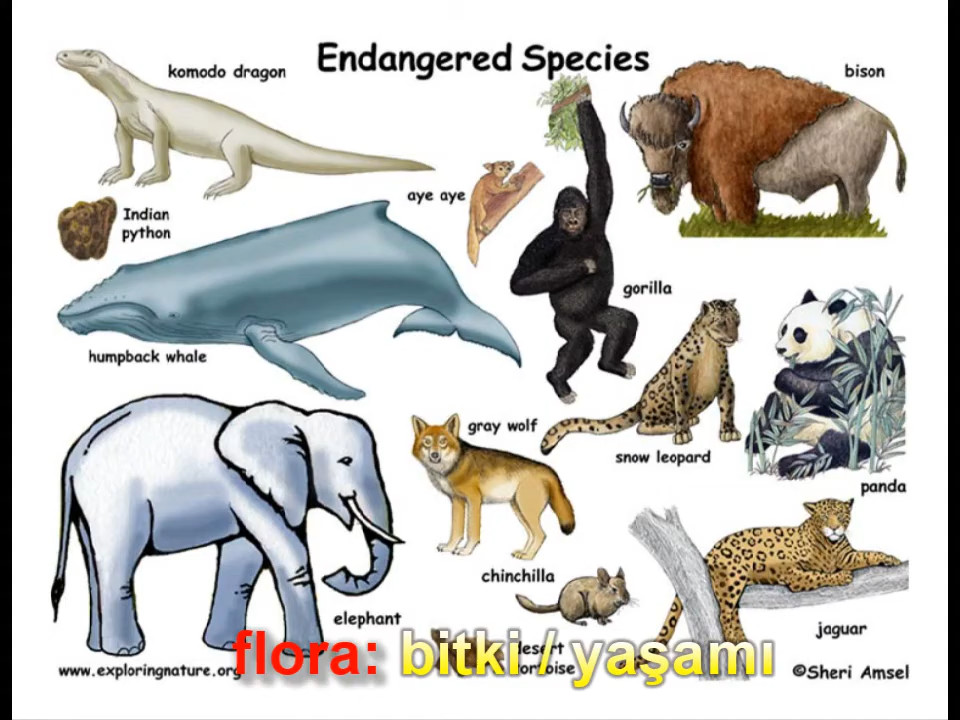 Endangered Species
komodo dragon
bison
aye aye
Indian
python
gorilla
humpback whale
gray wolf
snow leopard
panda
chinchilla
elephant
jaguar
desert
flora: bitki / yaşamı
www.exploringnature.org
©Sheri Amsel